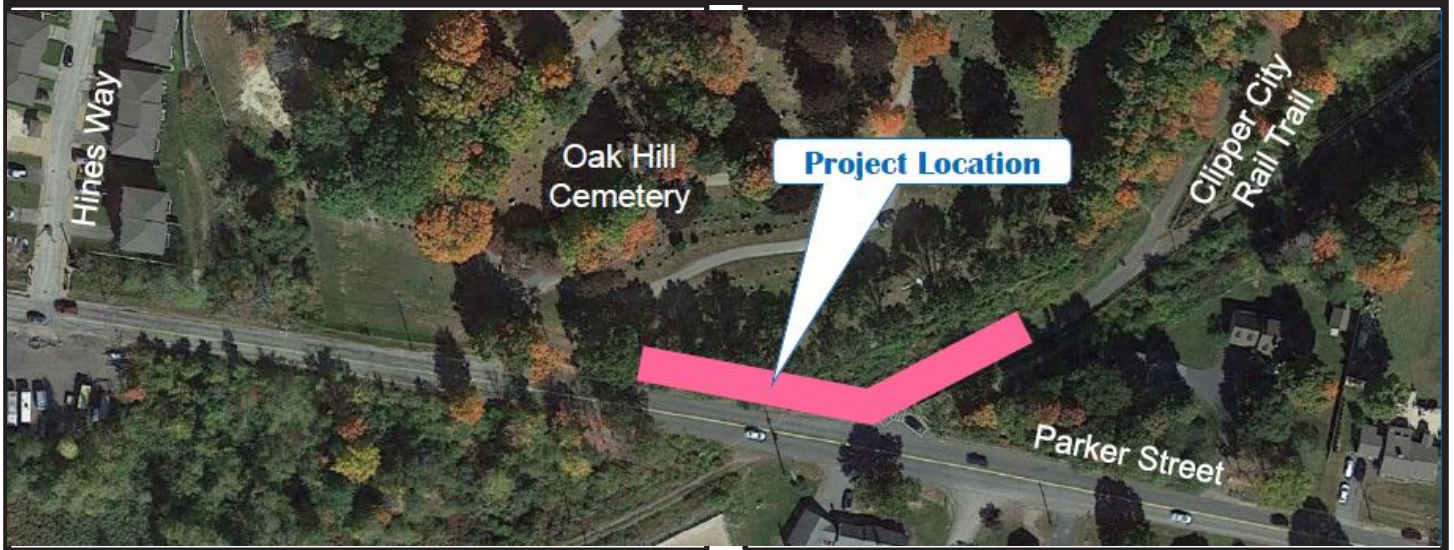 Hines Way
Oak Hill
Cemetery
Project Location
Clipper City
Rail Trail
Parker Street